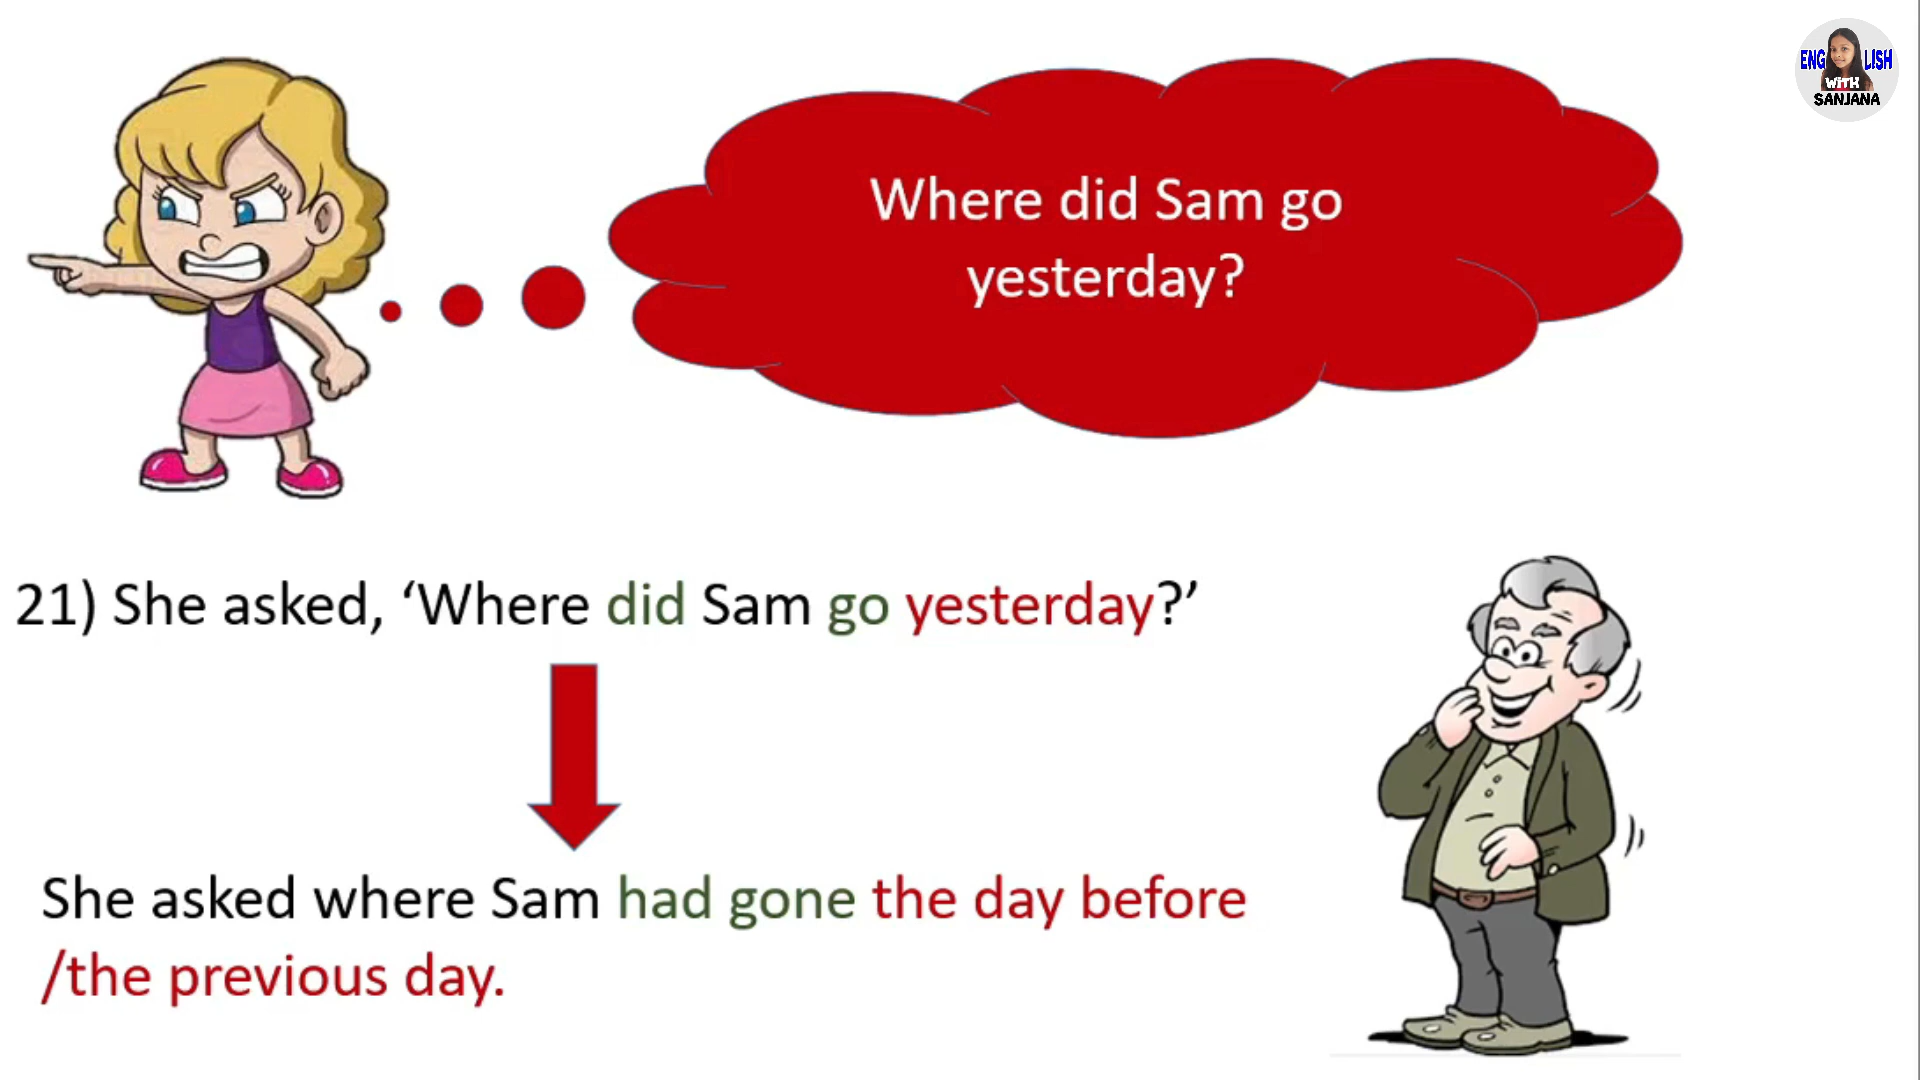 ENG LISH
WITH
SANJANA
Where did Sam go
yesterday?
21) She asked, ‘Where did Sam go yesterday?’
She asked where Sam had gone the day before
/the previous day.